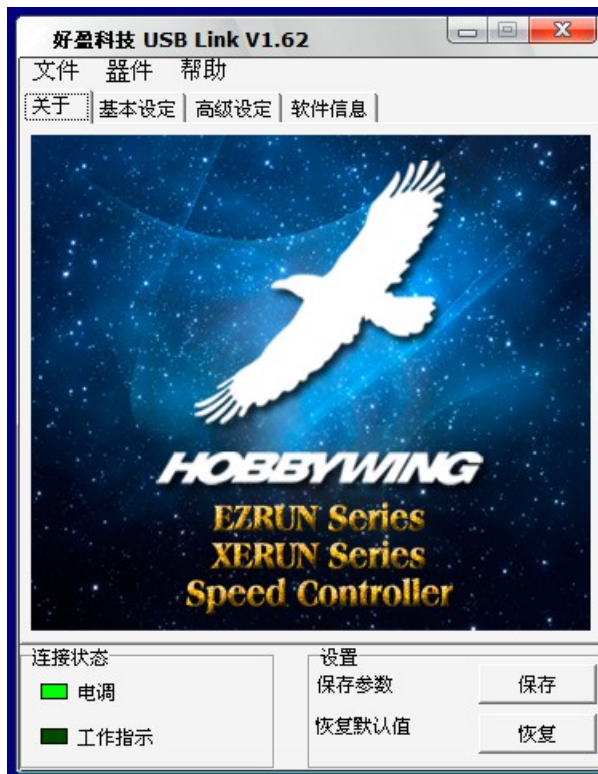 好盈科技 USB Link V1.62
文件 器件 帮助
关于 基本设定 高级设定 软件信息
HOBBYWING
EZRUN Series
XERUN Series
Speed Controller
连接状态
电调
工作指示
设置
保存参数 保存
恢复默认值 恢复